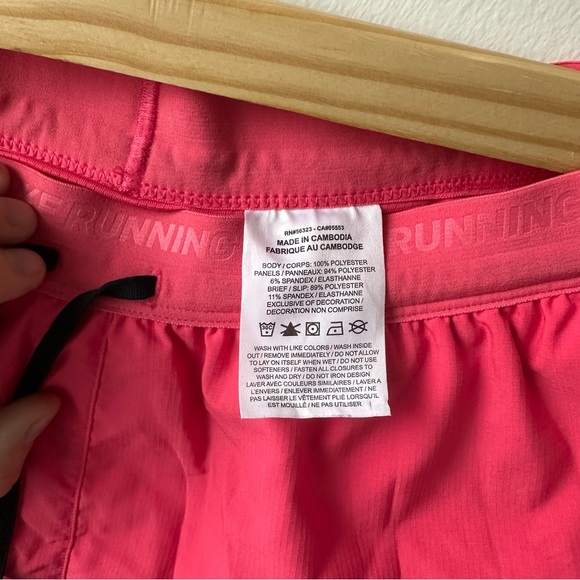 KE RUNNING
RUNNING
RN#56323 - CA#05553
MADE IN CAMBODIA
FABRIQUE AU CAMBODGE
BODY / CORPS: 100% POLYESTER
PANELS / PANNEAUX: 94% POLYESTER
6% SPANDEX / ELASTHANNE
BRIEF / SLIP: 89% POLYESTER
11% SPANDEX / ELASTHANNE
EXCLUSIVE OF DECORATION /
DECORATION NON COMPRISE
WASH WITH LIKE COLORS / WASH INSIDE
OUT / REMOVE IMMEDIATELY / DO NOT ALLOW
TO LAY ON ITSELF WHEN WET / DO NOT USE
SOFTENERS / FASTEN ALL CLOSURES TO
WASH AND DRY / DO NOT IRON DESIGN
LAVER AVEC COULEURS SIMILAIRES / LAVER A
L'ENVERS / ENLEVER IMMEDIATEMENT / NE
PAS LAISSER LE VÊTEMENT PLIÉ LORSQU'IL
EST MOUILLÉ / NE PAS UTILISER